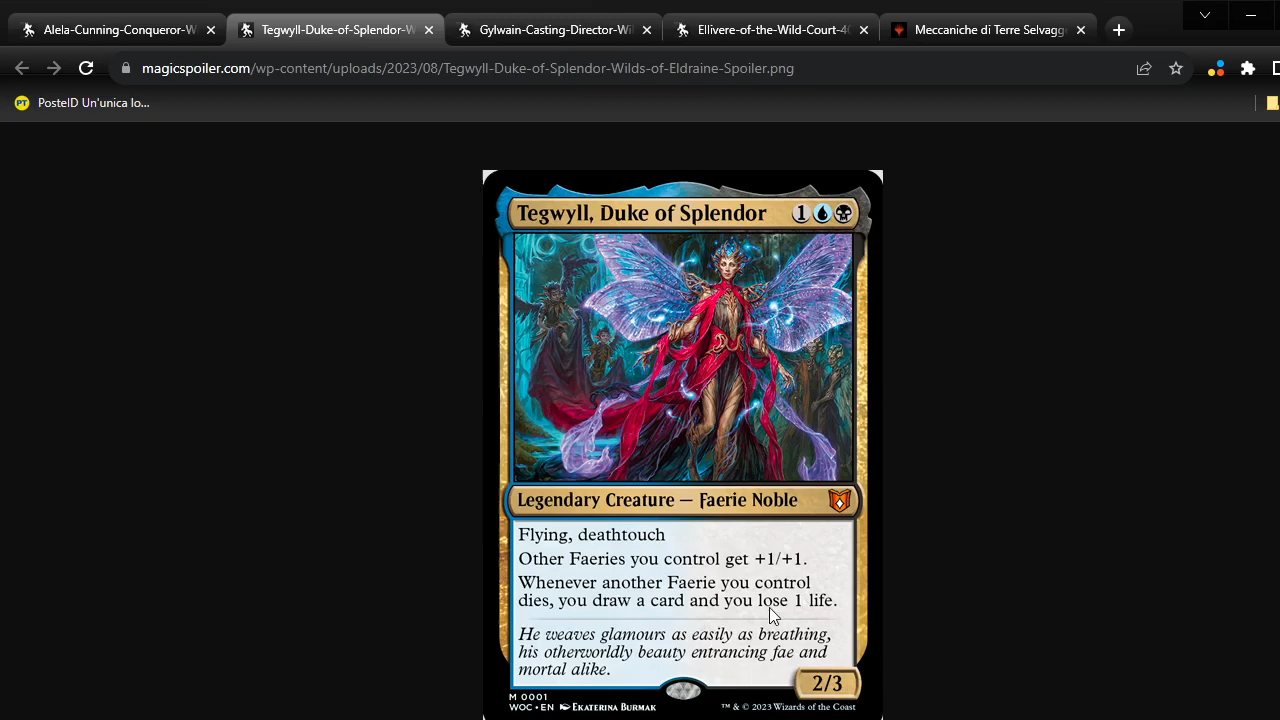 Alela-Cunning-Conqueror-W
Tegwyll-Duke-of-Splendor-W
Gylwain-Casting-Director-Wil
Ellivere-of-the-Wild-Court-40
Meccaniche di Terre Selvagg
magicspoiler.com/wp-content/uploads/2023/08/Tegwyll-Duke-of-Splendor-Wilds-of-Eldraine-Spoiler.png
PT
PosteID Un'unica lo...
Tegwyll, Duke of Splendor 1
Legendary Creature — Faerie Noble
Flying, deathtouch
Other Faeries you control get +1/+1.
Whenever another Faerie you control
dies, you draw a card and you lose 1 life.
He weaves glamours as easily as breathing,
his otherworldly beauty entrancing fae and
mortal alike.
2/3
M 0001
WOC • EN EKATERINA BURMAK
™ & © 2023 Wizards of the Coast